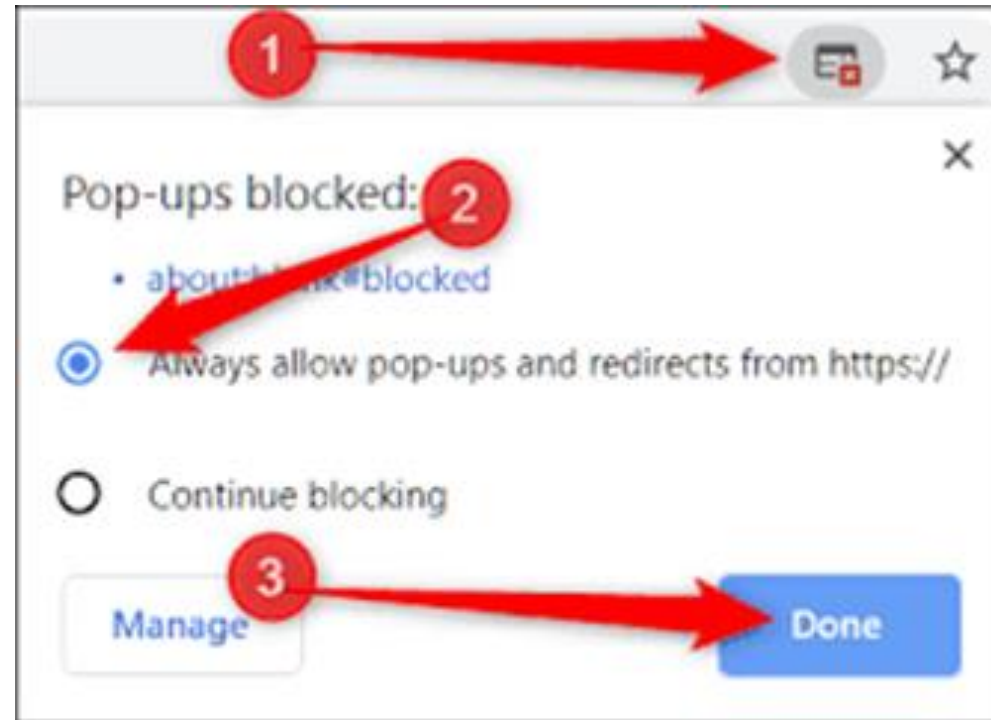 1
Pop-ups blocked:
2
• about:blank#blocked
Always allow pop-ups and redirects from https://
Continue blocking
3
Manage
Done